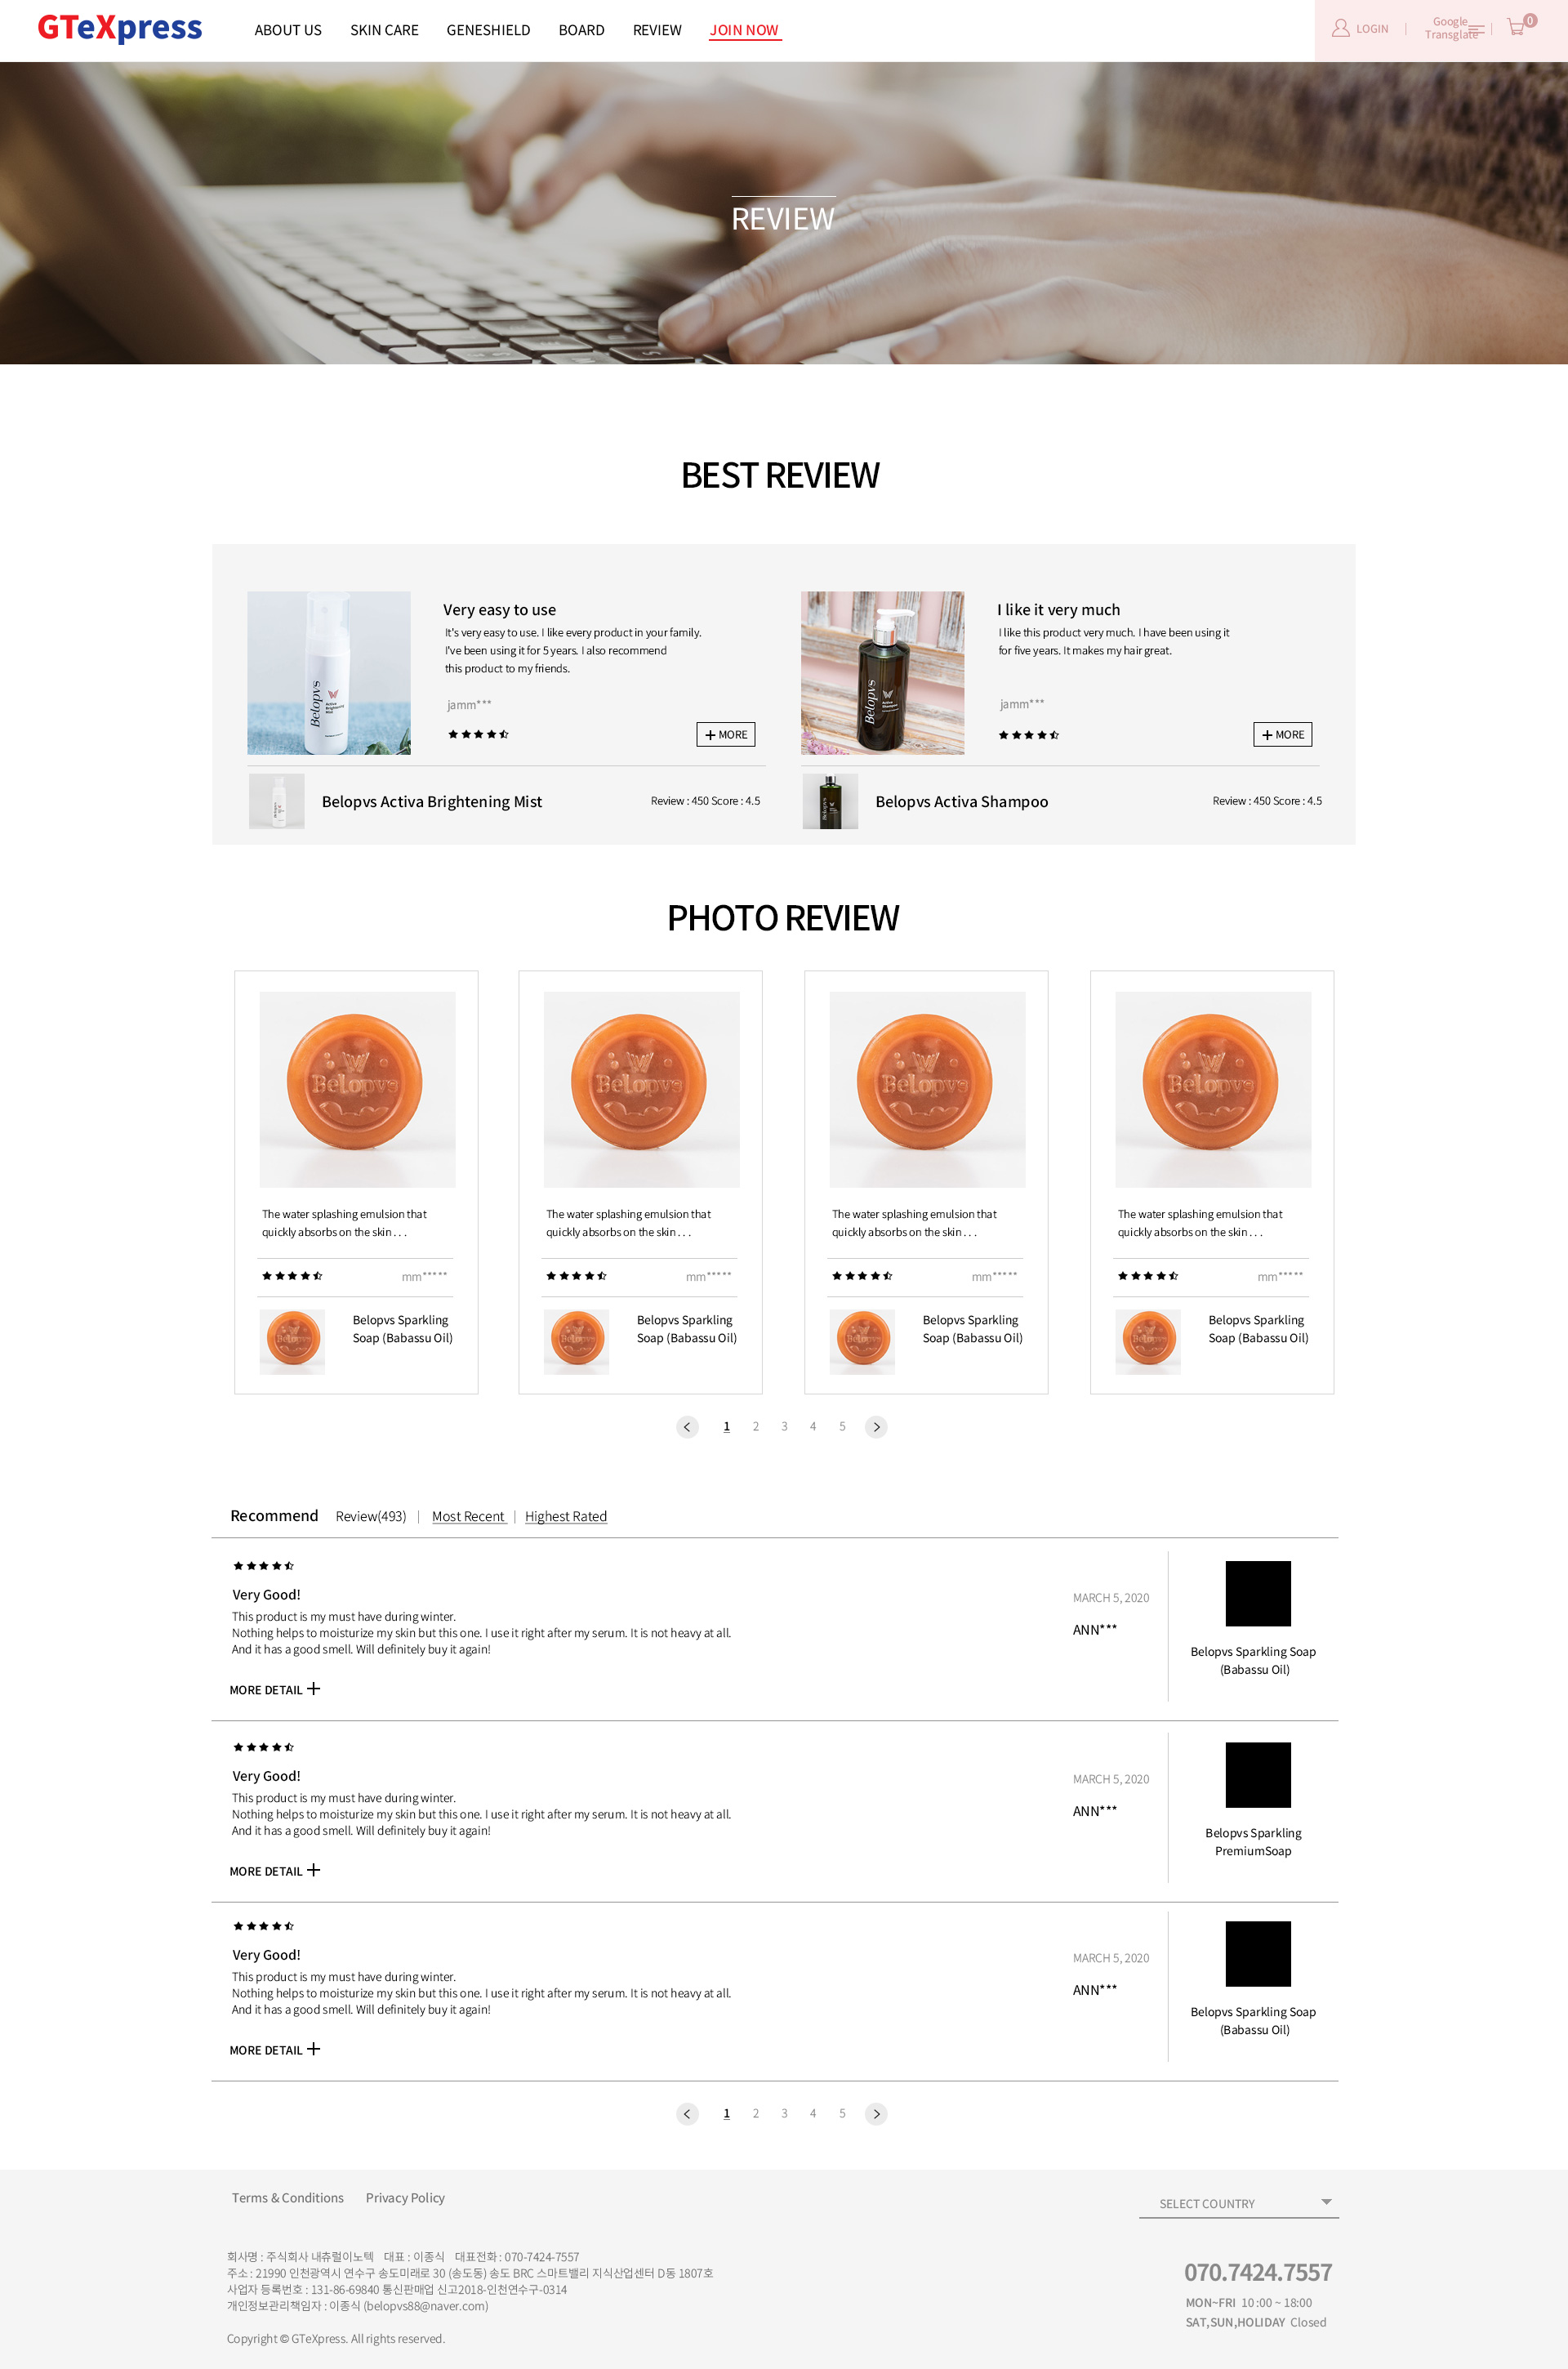 GTeXpress
ABOUT US SKIN CARE GENESHIELD BOARD REVIEW JOIN NOW
LOGIN
Google
Transglate
0
REVIEW
BEST REVIEW
Very easy to use
It's very easy to use. I like every product in your family.
I've been using it for 5 years. I also recommend
this product to my friends.
jamm***
+ MORE
Belopvs
Belopvs Activa Brightening Mist
Review : 450 Score : 4.5
I like it very much
I like this product very much. I have been using it
for five years. It makes my hair great.
jamm***
+ MORE
Belopvs
Belopvs Activa Shampoo
Review : 450 Score : 4.5
PHOTO REVIEW
Belopvs
The water splashing emulsion that
quickly absorbs on the skin . . .
mm*****
Belopvs
Belopvs Sparkling
Soap (Babassu Oil)
Belopvs
The water splashing emulsion that
quickly absorbs on the skin . . .
mm*****
Belopvs
Belopvs Sparkling
Soap (Babassu Oil)
Belopvs
The water splashing emulsion that
quickly absorbs on the skin . . .
mm*****
Belopvs
Belopvs Sparkling
Soap (Babassu Oil)
Belopvs
The water splashing emulsion that
quickly absorbs on the skin . . .
mm*****
Belopvs
Belopvs Sparkling
Soap (Babassu Oil)
< 1 2 3 4 5 >
Recommend Review(493) | Most Recent | Highest Rated
Very Good!
This product is my must have during winter.
Nothing helps to moisturize my skin but this one. I use it right after my serum. It is not heavy at all.
And it has a good smell. Will definitely buy it again!
MORE DETAIL +
MARCH 5, 2020
ANN***
Belopvs Sparkling Soap
(Babassu Oil)
Very Good!
This product is my must have during winter.
Nothing helps to moisturize my skin but this one. I use it right after my serum. It is not heavy at all.
And it has a good smell. Will definitely buy it again!
MORE DETAIL +
MARCH 5, 2020
ANN***
Belopvs Sparkling
PremiumSoap
Very Good!
This product is my must have during winter.
Nothing helps to moisturize my skin but this one. I use it right after my serum. It is not heavy at all.
And it has a good smell. Will definitely buy it again!
MORE DETAIL +
MARCH 5, 2020
ANN***
Belopvs Sparkling Soap
(Babassu Oil)
< 1 2 3 4 5 >
Terms & Conditions Privacy Policy
SELECT COUNTRY
회사명 : 주식회사 내츄럴이노텍 대표 : 이종식 대표전화 : 070-7424-7557
주소 : 21990 인천광역시 연수구 송도미래로 30 (송도동) 송도 BRC 스마트밸리 지식산업센터 D동 1807호
사업자 등록번호 : 131-86-69840 통신판매업 신고2018-인천연수구-0314
개인정보관리책임자 : 이종식 (belopvs88@naver.com)
Copyright © GTeXpress. All rights reserved.
070.7424.7557
MON~FRI 10 :00 ~ 18:00
SAT,SUN,HOLIDAY Closed